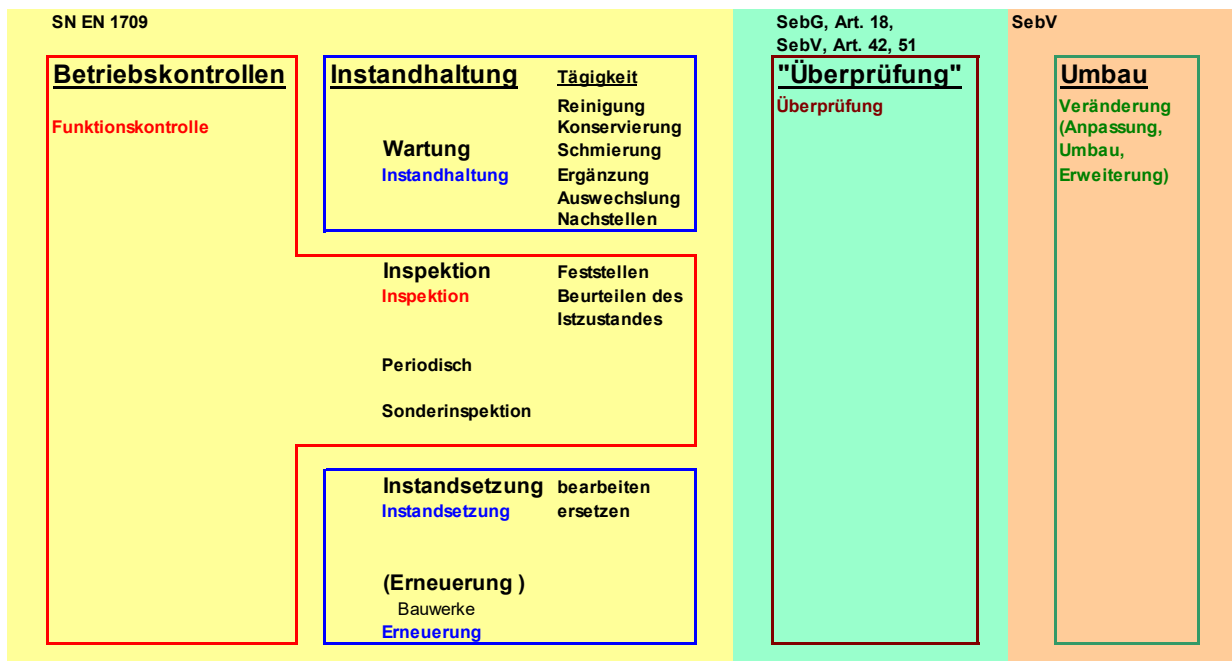 SN EN 1709
SebG, Art. 18,
SebV, Art. 42, 51
SebV
Betriebskontrollen
Funktionskontrolle
Instandhaltung
Tägigkeit
Reinigung
Konservierung
Wartung
Schmierung
Instandhaltung
Ergänzung
Auswechslung
Nachstellen
Inspektion
Feststellen
Inspektion
Beurteilen des
Istzustandes
Periodisch
Sonderinspektion
Instandsetzung
bearbeiten
Instandsetzung
ersetzen
(Erneuerung )
Bauwerke
Erneuerung
"Überprüfung"
Überprüfung
Umbau
Veränderung
(Anpassung,
Umbau,
Erweiterung)